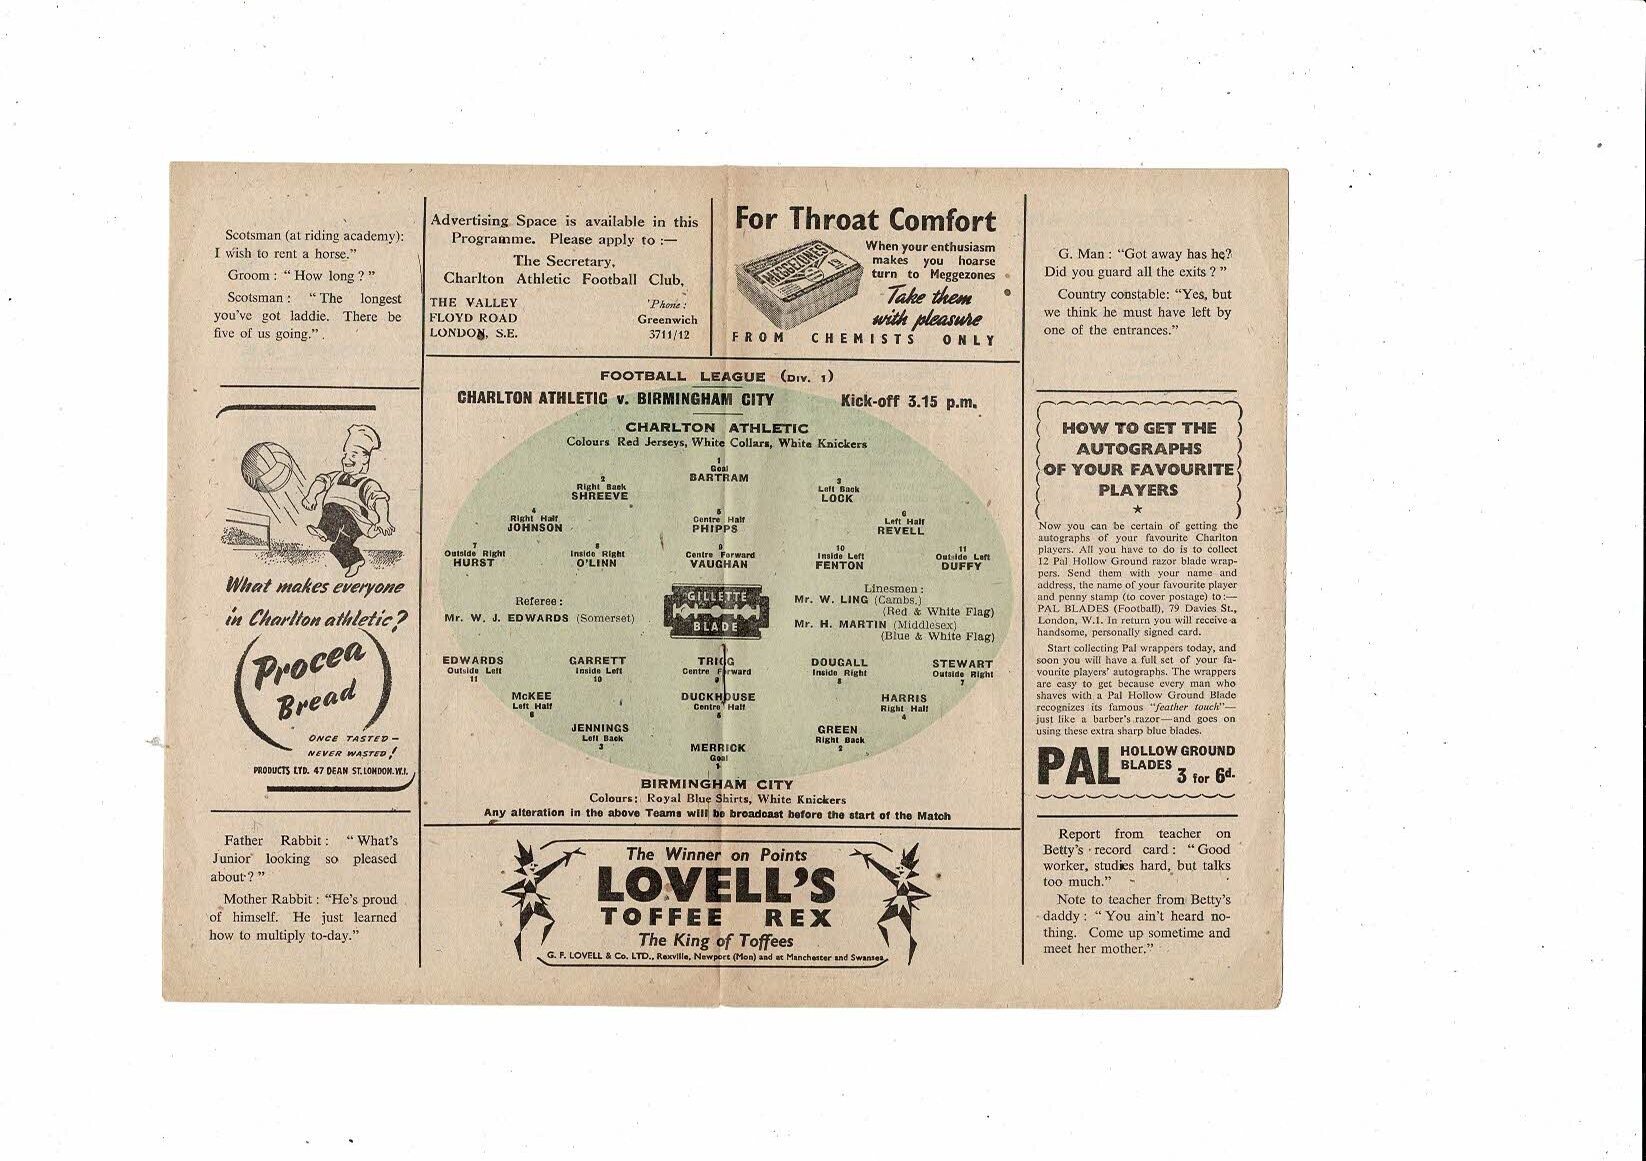 Scotsman (at riding academy):
I wish to rent a horse."
Groom : " How long ? "
Scotsman : "The longest
you've got laddie. There be
five of us going.".
What makes everyone
in Charlton athletic?
Procea
Bread
ONCE TASTED –
NEVER WASTED !
PRODUCTS LTD. 47 DEAN ST. LONDON. W.I.
Father Rabbit : " What's
Junior looking so pleased
about ? "
Mother Rabbit : "He's proud
of himself. He just learned
how to multiply to-day."
Advertising Space is available in this
Programme. Please apply to :—
The Secretary,
Charlton Athletic Football Club,
THE VALLEY 'Phone :
FLOYD ROAD Greenwich
LONDON, S.E. 3711/12
For Throat Comfort
MEGGEZONES
When your enthusiasm
makes you hoarse
turn to Meggezones
Take them
with pleasure
FROM CHEMISTS ONLY
FOOTBALL LEAGUE (DIV. 1)
CHARLTON ATHLETIC v. BIRMINGHAM CITY Kick-off 3.15 p.m.
CHARLTON ATHLETIC
Colours Red Jerseys, White Collars, White Knickers
1
Goal
BARTRAM
2 3
Right Back Left Back
SHREEVE LOCK
4 5 6
Right Half Centre Half Left Half
JOHNSON PHIPPS REVELL
7 8 9 10 11
Outside Right Inside Right Centre Forward Inside Left Outside Left
HURST O'LINN VAUGHAN FENTON DUFFY
Referee :
Mr. W. J. EDWARDS (Somerset)
GILLETTE
BLADE
Linesmen :
Mr. W. LING (Cambs.)
(Red & White Flag)
Mr. H. MARTIN (Middlesex)
(Blue & White Flag)
EDWARDS GARRETT TRIGG DOUGALL STEWART
Outside Left Inside Left Centre Forward Inside Right Outside Right
11 10 9 8 7
McKEE DUCKHOUSE HARRIS
Left Half Centre Half Right Half
6 5 4
JENNINGS GREEN
Left Back Right Back
3 2
MERRICK
Goal
1
BIRMINGHAM CITY
Colours: Royal Blue Shirts, White Knickers
Any alteration in the above Teams will be broadcast before the start of the Match
The Winner on Points
LOVELL'S
TOFFEE REX
The King of Toffees
G. F. LOVELL & Co. LTD., Rexville, Newport (Mon) and at Manchester and Swansea
G. Man : "Got away has he?
Did you guard all the exits ? "
Country constable: "Yes, but
we think he must have left by
one of the entrances."
HOW TO GET THE
AUTOGRAPHS
OF YOUR FAVOURITE
PLAYERS
★
Now you can be certain of getting the
autographs of your favourite Charlton
players. All you have to do is to collect
12 Pal Hollow Ground razor blade wrap-
pers. Send them with your name and
address, the name of your favourite player
and penny stamp (to cover postage) to :—
PAL BLADES (Football), 79 Davies St.,
London, W.1. In return you will receive a
handsome, personally signed card.
Start collecting Pal wrappers today, and
soon you will have a full set of your fa-
vourite players' autographs. The wrappers
are easy to get because every man who
shaves with a Pal Hollow Ground Blade
recognizes its famous "feather touch"—
just like a barber's razor—and goes on
using these extra sharp blue blades.
PAL HOLLOW GROUND
BLADES 3 for 6d.
Report from teacher on
Betty's record card : " Good
worker, studies hard, but talks
too much."
Note to teacher from Betty's
daddy : " You ain't heard no-
thing. Come up sometime and
meet her mother."